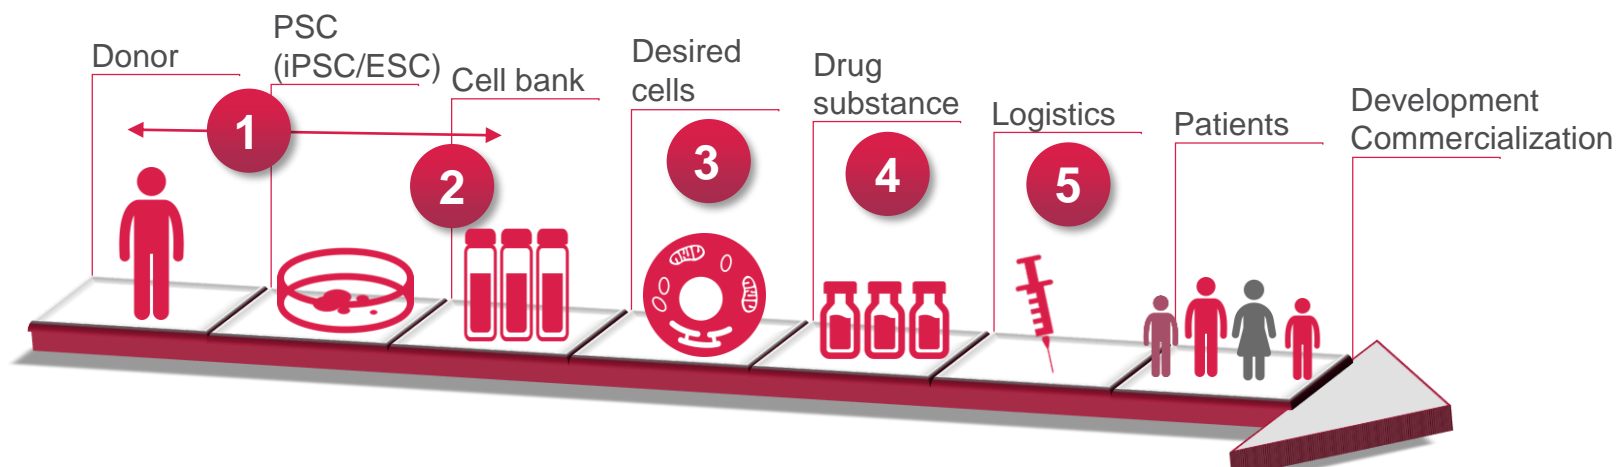 Donor
PSC
(iPSC/ESC)
Cell bank
Desired
cells
Drug
substance
Logistics
Patients
Development
Commercialization
1
2
3
4
5